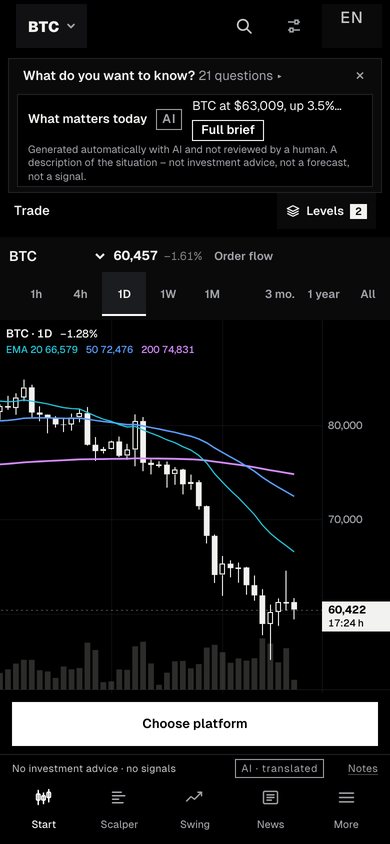 BTC
EN
What do you want to know? 21 questions ▸
×
What matters today
AI
BTC at $63,009, up 3.5%...
Full brief
Generated automatically with AI and not reviewed by a human. A
description of the situation – not investment advice, not a forecast,
not a signal.
Trade
Levels 2
BTC 60,457 −1.61% Order flow
1h 4h 1D 1W 1M 3 mo. 1 year All
BTC · 1D −1.28%
EMA 20 66,579 50 72,476 200 74,831
80,000
70,000
60,422
17:24 h
Choose platform
No investment advice · no signals
AI · translated
Notes
Start Scalper Swing News More